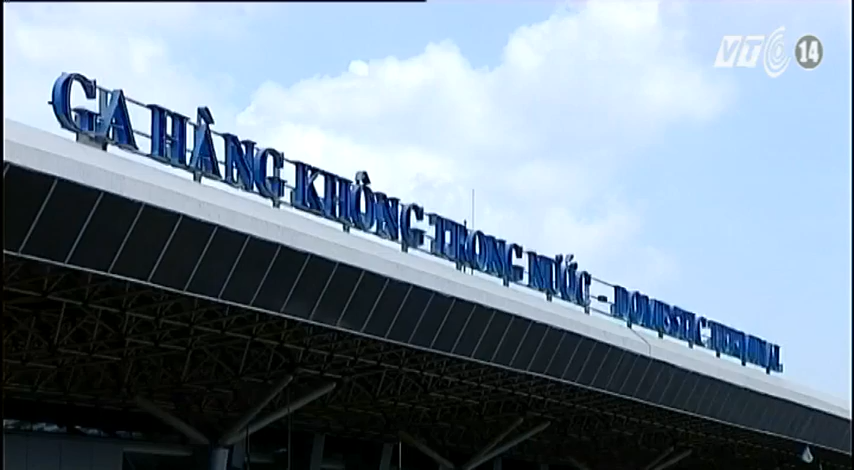 VTC 14
GA HÀNG KHÔNG TRONG NƯỚC - DOMESTIC TERMINAL